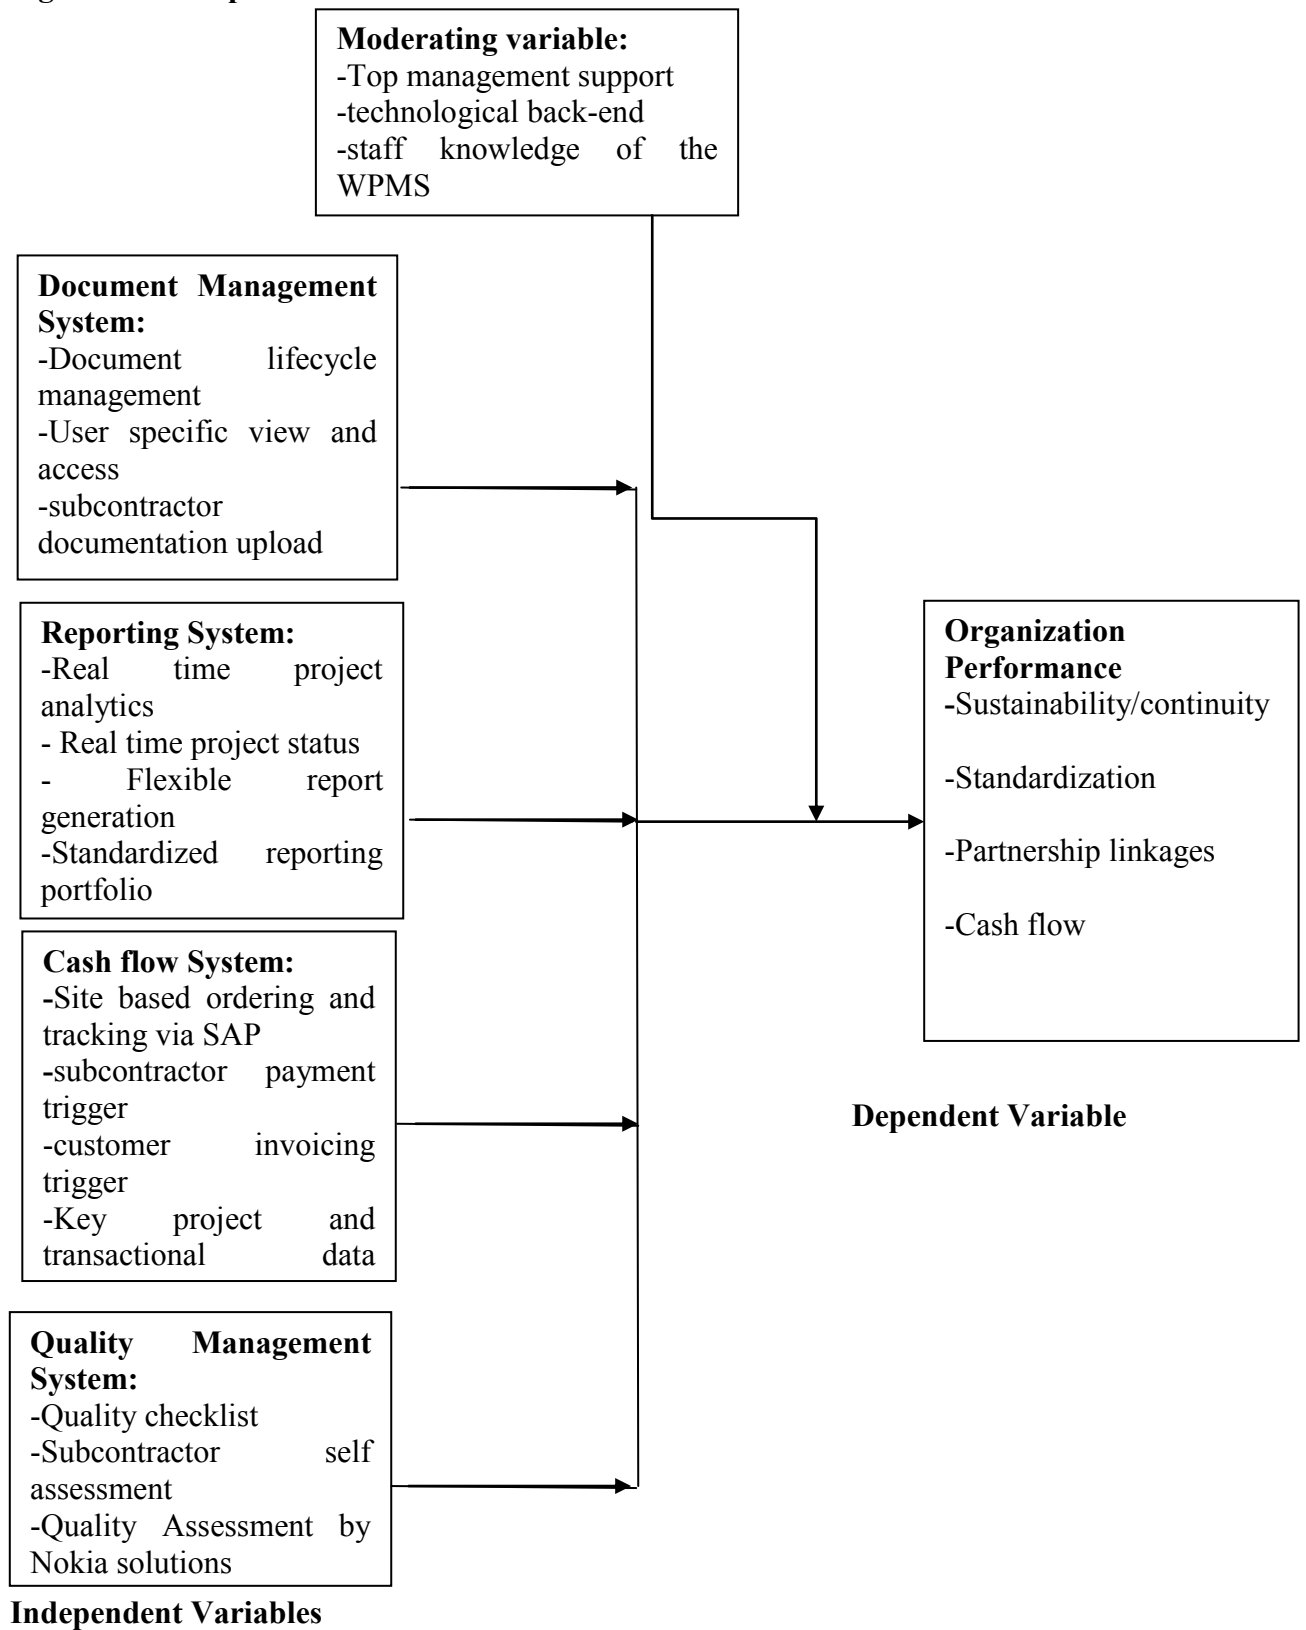 Moderating variable:
-Top management support
-technological back-end
-staff knowledge of the
WPMS
Document Management
System:
-Document lifecycle
management
-User specific view and
access
-subcontractor
documentation upload
Reporting System:
-Real time project
analytics
- Real time project status
- Flexible report
generation
-Standardized reporting
portfolio
Organization
Performance
-Sustainability/continuity
-Standardization
-Partnership linkages
-Cash flow
Cash flow System:
-Site based ordering and
tracking via SAP
-subcontractor payment
trigger
-customer invoicing
trigger
-Key project and
transactional data
Dependent Variable
Quality Management
System:
-Quality checklist
-Subcontractor self
assessment
-Quality Assessment by
Nokia solutions
Independent Variables